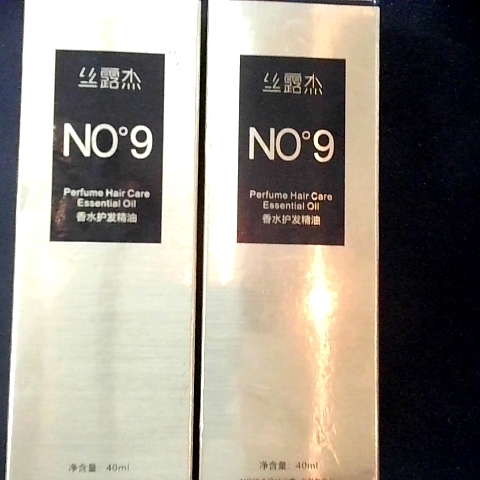 丝露杰
NO°9
Perfume Hair Care
Essential Oil
香水护发精油
净含量: 40ml
丝露杰
NO°9
Perfume Hair Care
Essential Oil
香水护发精油
净含量: 40ml